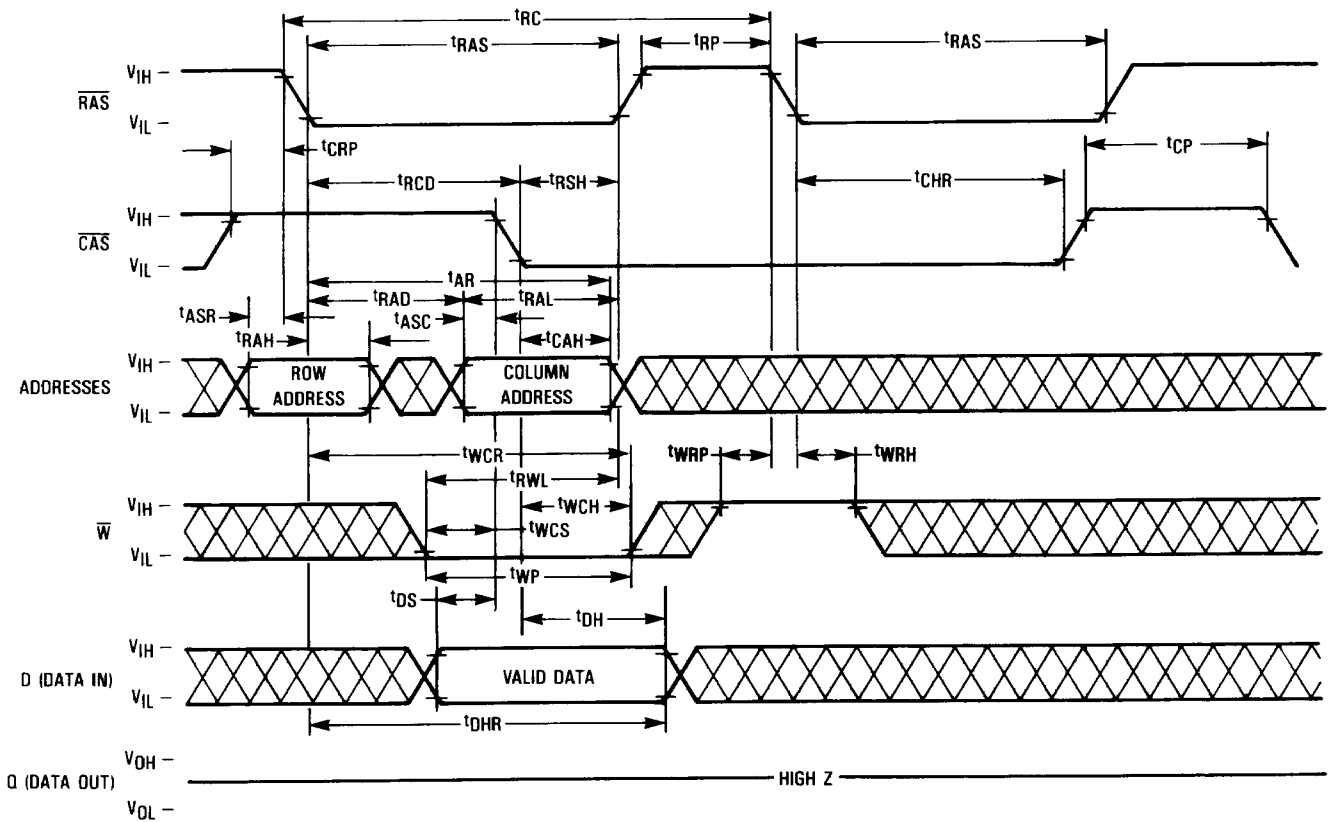 tRC
tRAS
tRP
tRAS
VIH
RAS
VIL
tCRP
tCP
tRCD
tRSH
tCHR
VIH
CAS
VIL
tAR
tRAD
tRAL
tASR
tASC
tRAH
tCAH
VIH
ADDRESSES
ROW ADDRESS
COLUMN ADDRESS
VIL
tWCR
tWRP
tWRH
tRWL
tWCH
VIH
W
tWCS
VIL
tWP
tDS
tDH
VIH
D (DATA IN)
VALID DATA
VIL
tDHR
VOH
Q (DATA OUT)
HIGH Z
VOL